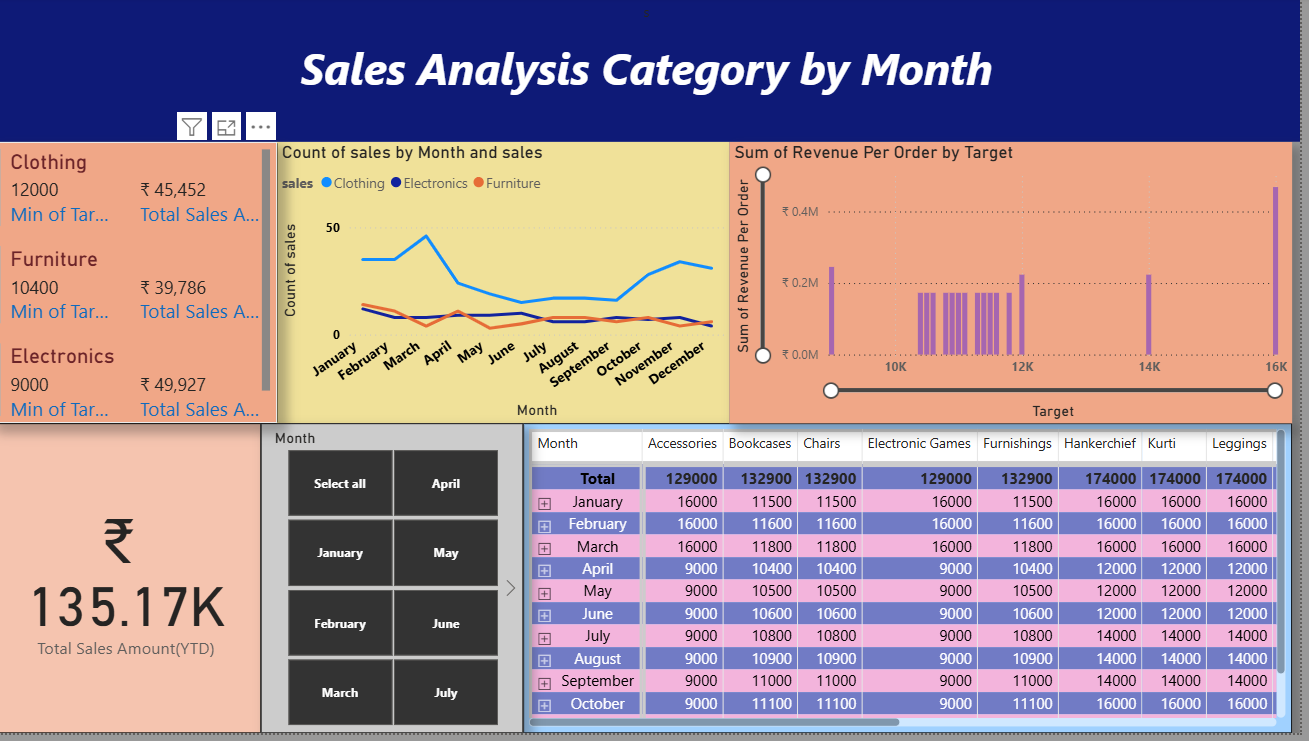 Sales Analysis Category by Month
Clothing
12000 ₹ 45,452
Min of Tar... Total Sales A...
Furniture
10400 ₹ 39,786
Min of Tar... Total Sales A...
Electronics
9000 ₹ 49,927
Min of Tar... Total Sales A...
Count of sales by Month and sales
sales Clothing Electronics Furniture
Count of sales
50
0
January February March April May June July August September October November December
Month
Sum of Revenue Per Order by Target
Sum of Revenue Per Order
₹ 0.4M
₹ 0.2M
₹ 0.0M
10K 12K 14K 16K
Target
₹
135.17K
Total Sales Amount(YTD)
Month
Select all April
January May
February June
March July
Month Accessories Bookcases Chairs Electronic Games Furnishings Hankerchief Kurti Leggings
Total 129000 132900 132900 129000 132900 174000 174000 174000
January 16000 11500 11500 16000 11500 16000 16000 16000
February 16000 11600 11600 16000 11600 16000 16000 16000
March 16000 11800 11800 16000 11800 16000 16000 16000
April 9000 10400 10400 9000 10400 12000 12000 12000
May 9000 10500 10500 9000 10500 12000 12000 12000
June 9000 10600 10600 9000 10600 12000 12000 12000
July 9000 10800 10800 9000 10800 14000 14000 14000
August 9000 10900 10900 9000 10900 14000 14000 14000
September 9000 11000 11000 9000 11000 14000 14000 14000
October 9000 11100 11100 9000 11100 16000 16000 16000